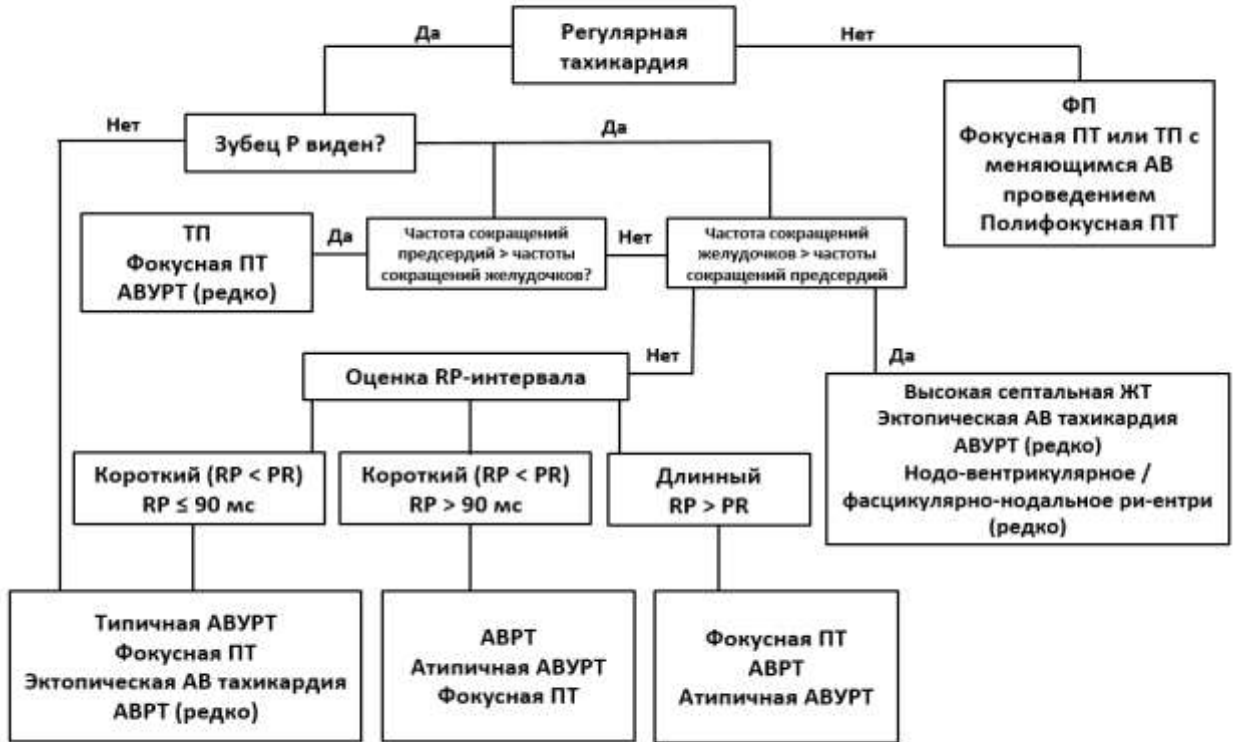 Да
Регулярная
тахикардия
Нет
ФП
Фокусная ПТ или ТП с
меняющимся АВ
проведением
Полифокусная ПТ
Нет
Зубец Р виден?
Да
ТП
Фокусная ПТ
АВУРТ (редко)
Да
Частота сокращений
предсердий > частоты
сокращений желудочков?
Нет
Частота сокращений
желудочков > частоты
сокращений предсердий
Нет
Да
Оценка RP-интервала
Высокая септальная ЖТ
Эктопическая АВ тахикардия
АВУРТ (редко)
Нодо-вентрикулярное /
фасцикулярно-нодальное ри-ентри
(редко)
Короткий (RP < PR)
RP ≤ 90 мс
Короткий (RP < PR)
RP > 90 мс
Длинный
RP > PR
Типичная АВУРТ
Фокусная ПТ
Эктопическая АВ тахикардия
АВРТ (редко)
АВРТ
Атипичная АВУРТ
Фокусная ПТ
Фокусная ПТ
АВРТ
Атипичная АВУРТ